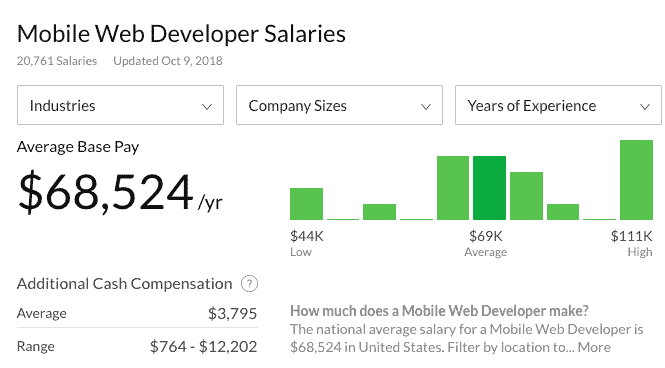 Mobile Web Developer Salaries
20,761 Salaries Updated Oct 9, 2018
Industries Company Sizes Years of Experience
Average Base Pay
$68,524 /yr
$44K $69K $111K
Low Average High
Additional Cash Compensation ?
Average $3,795
Range $764 - $12,202
How much does a Mobile Web Developer make?
The national average salary for a Mobile Web Developer is
$68,524 in United States. Filter by location to... More